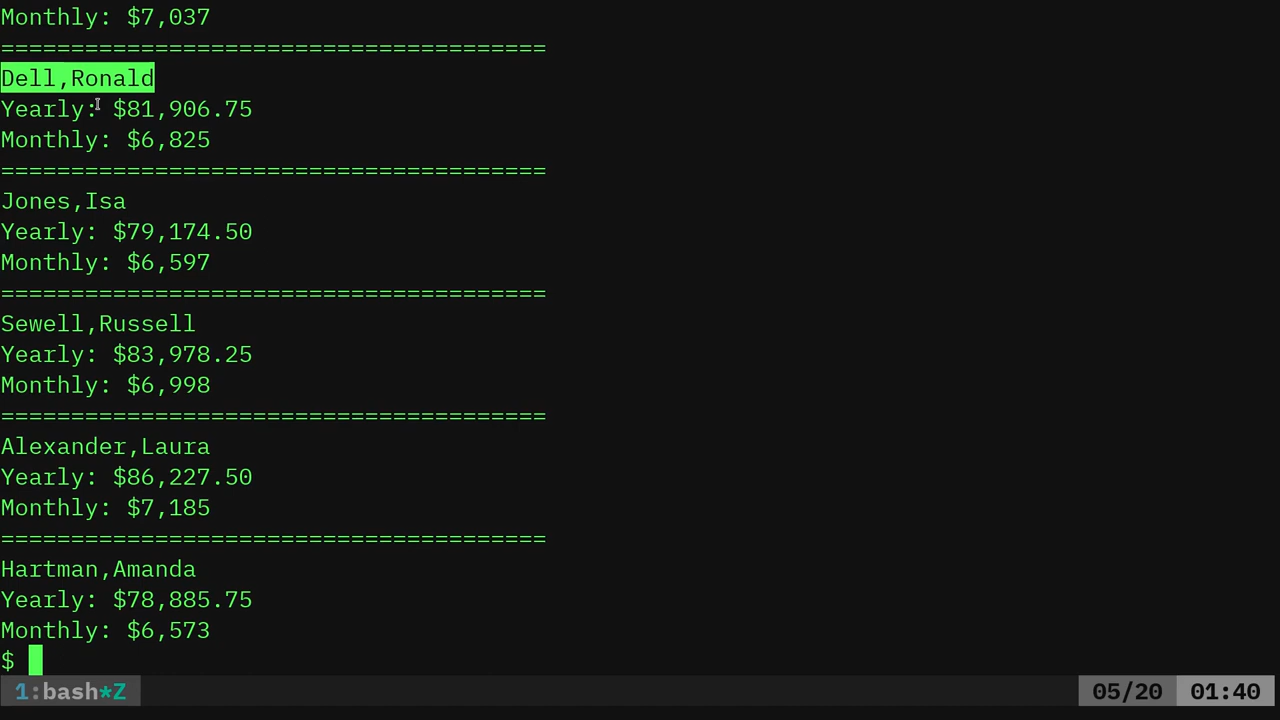 Monthly: $7,037
=======================================
Dell,Ronald
Yearly: $81,906.75
Monthly: $6,825
=======================================
Jones,Isa
Yearly: $79,174.50
Monthly: $6,597
=======================================
Sewell,Russell
Yearly: $83,978.25
Monthly: $6,998
=======================================
Alexander,Laura
Yearly: $86,227.50
Monthly: $7,185
=======================================
Hartman,Amanda
Yearly: $78,885.75
Monthly: $6,573
$
1:bash*Z 05/20 01:40